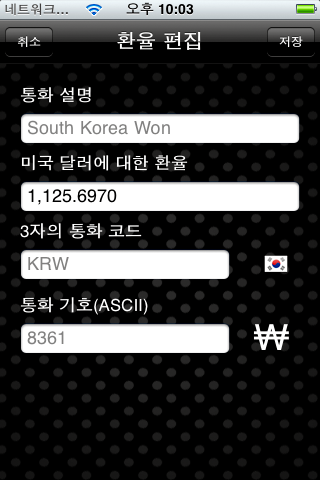 네트워크... 오후 10:03
취소 환율 편집 저장
통화 설명
South Korea Won
미국 달러에 대한 환율
1,125.6970
3자의 통화 코드
KRW
통화 기호(ASCII)
8361 ₩